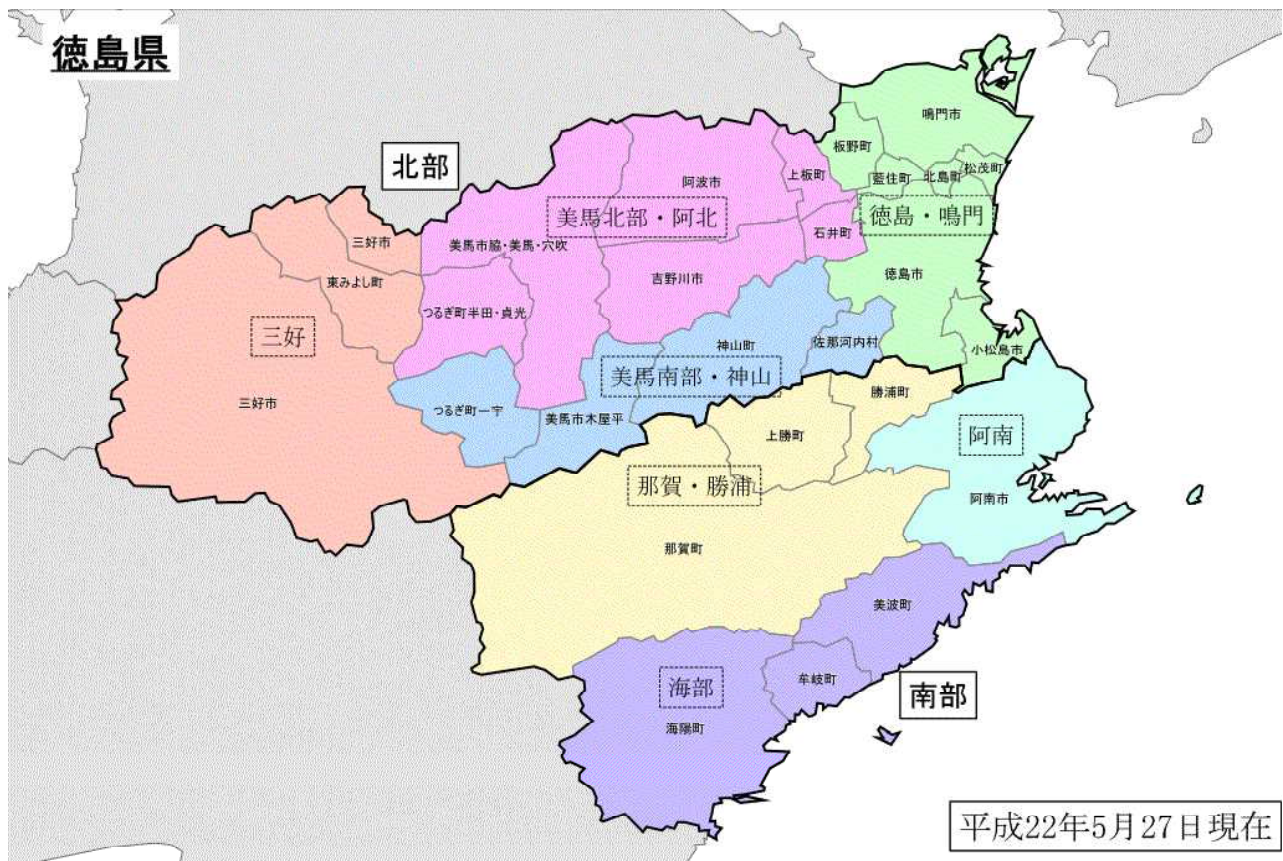 徳島県
北部
鳴門市
板野町
松茂町
藍住町
北島町
上板町
阿波市
美馬北部・阿北
徳島・鳴門
石井町
三好市
美馬市脇・美馬・穴吹
東みよし町
吉野川市
徳島市
つるぎ町半田・貞光
三好
神山町
佐那河内村
小松島市
美馬南部・神山
三好市
つるぎ町一宇
美馬市木屋平
勝浦町
上勝町
阿南
那賀・勝浦
阿南市
那賀町
美波町
海部
牟岐町
南部
海陽町
平成22年5月27日現在